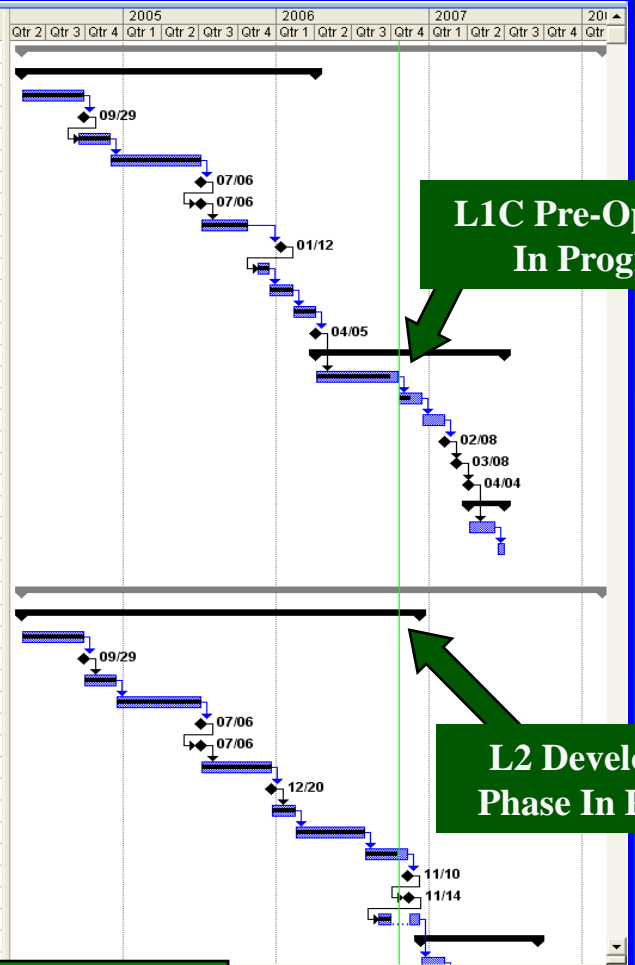 2005 2006 2007
Qtr 2 Qtr 3 Qtr 4 Qtr 1 Qtr 2 Qtr 3 Qtr 4 Qtr 1 Qtr 2 Qtr 3 Qtr 4 Qtr 1 Qtr 2 Qtr 3 Qtr 4 Qtr
09/29
07/06
07/06
L1C Pre-Op
In Prog
01/12
04/05
02/08
03/08
04/04
09/29
07/06
07/06
L2 Devel
Phase In
12/20
11/10
11/14